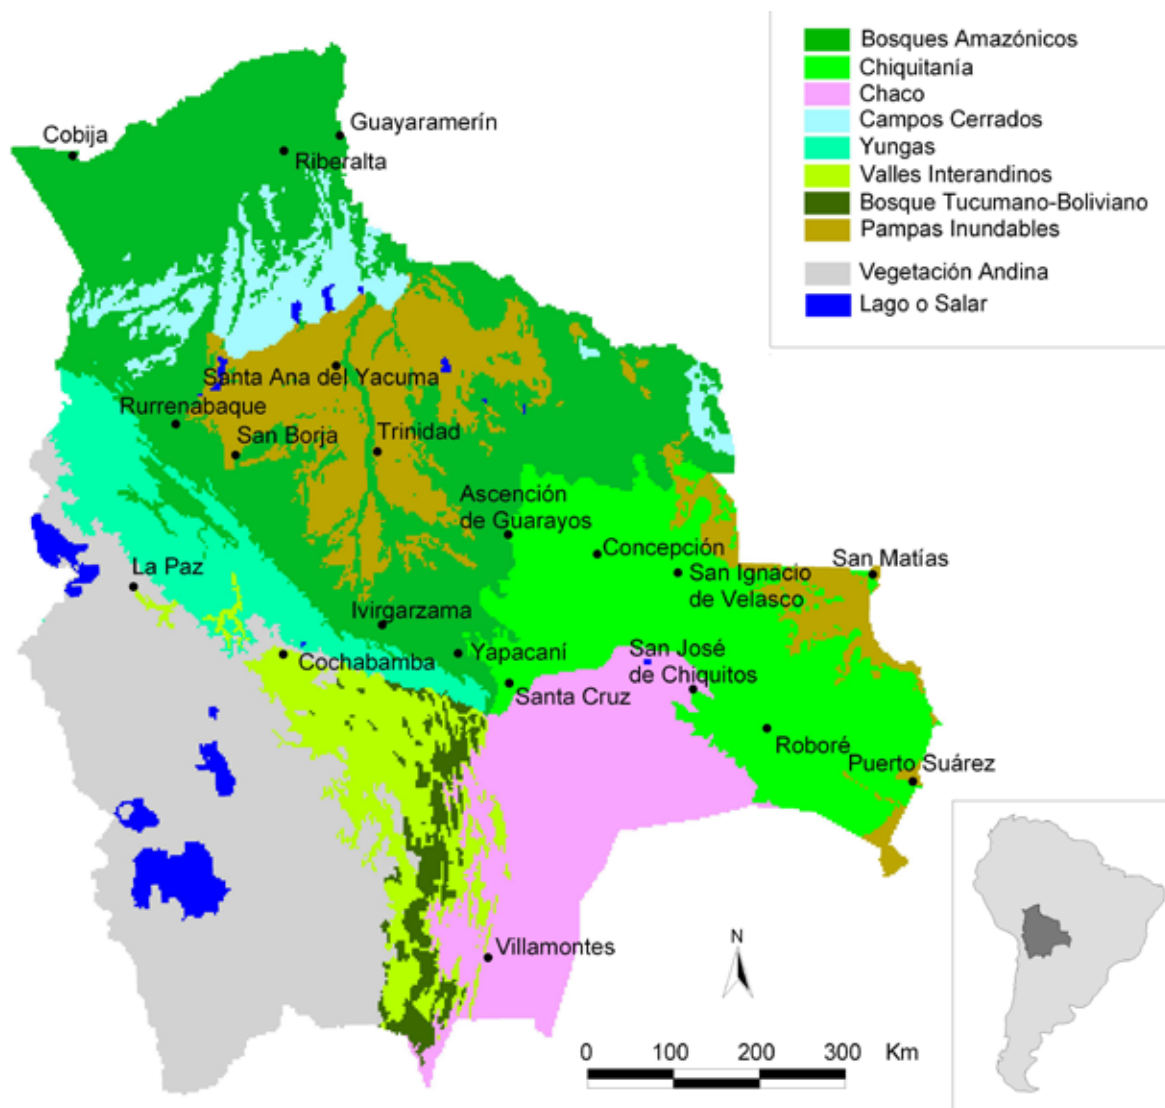 Bosques Amazónicos
Chiquitanía
Chaco
Campos Cerrados
Yungas
Valles Interandinos
Bosque Tucumano-Boliviano
Pampas Inundables
Vegetación Andina
Lago o Salar
Cobija
Guayaramerín
Riberalta
Santa Ana del Yacuma
Rurrenabaque
San Borja
Trinidad
Ascención
de Guarayos
Concepción
San Ignacio
de Velasco
San Matías
La Paz
Ivirgarzama
Cochabamba
Yapacaní
San José
de Chiquitos
Santa Cruz
Roboré
Puerto Suárez
Villamontes
N
0 100 200 300 Km